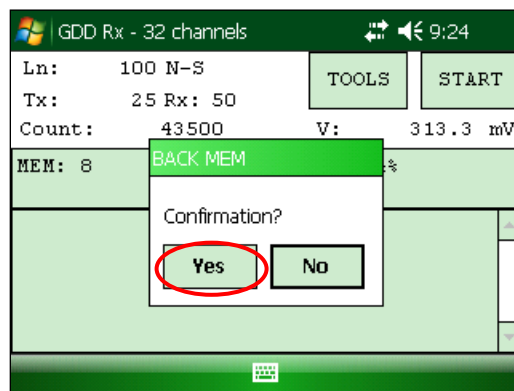 GDD Rx - 32 channels 9:24
Ln: 100 N-S
TOOLS START
Tx: 25 Rx: 50
Count: 43500 V: 313.3 mV
MEM: 8 %
BACK MEM
Confirmation?
Yes No